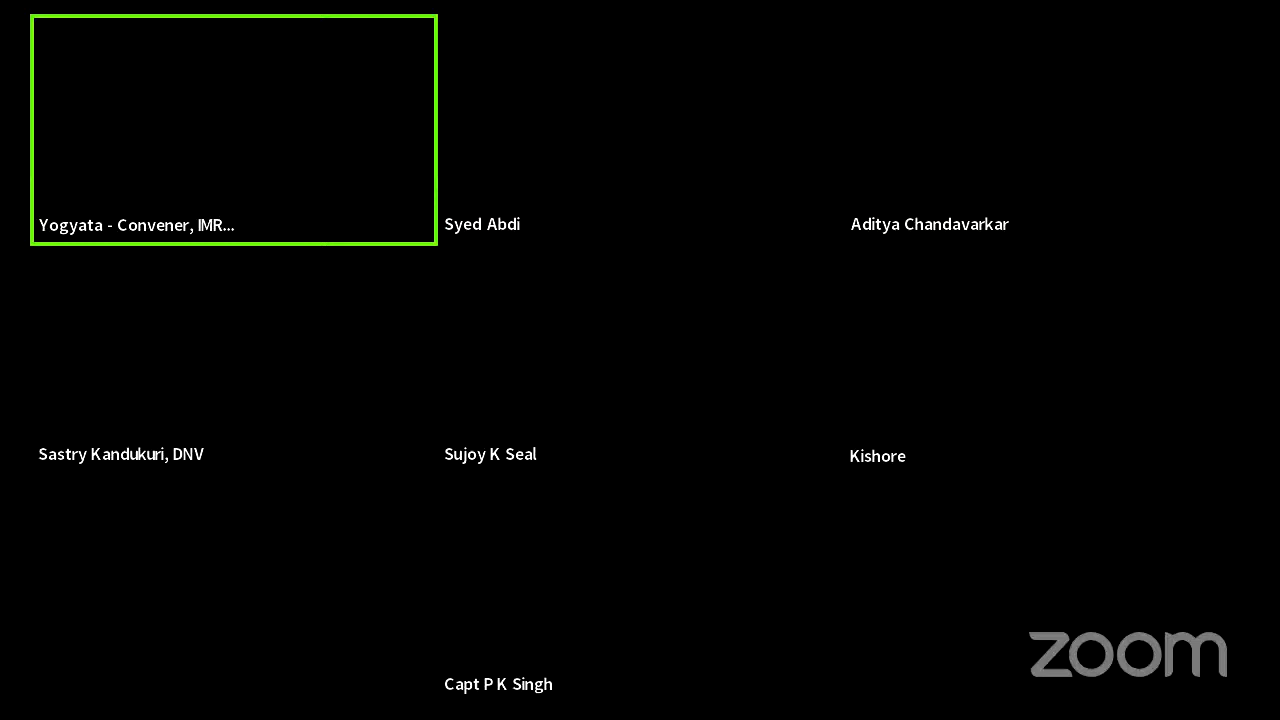 Yogyata - Convener, IMR...
Syed Abdi
Aditya Chandavarkar
Sastry Kandukuri, DNV
Sujoy K Seal
Kishore
Capt P K Singh
zoom